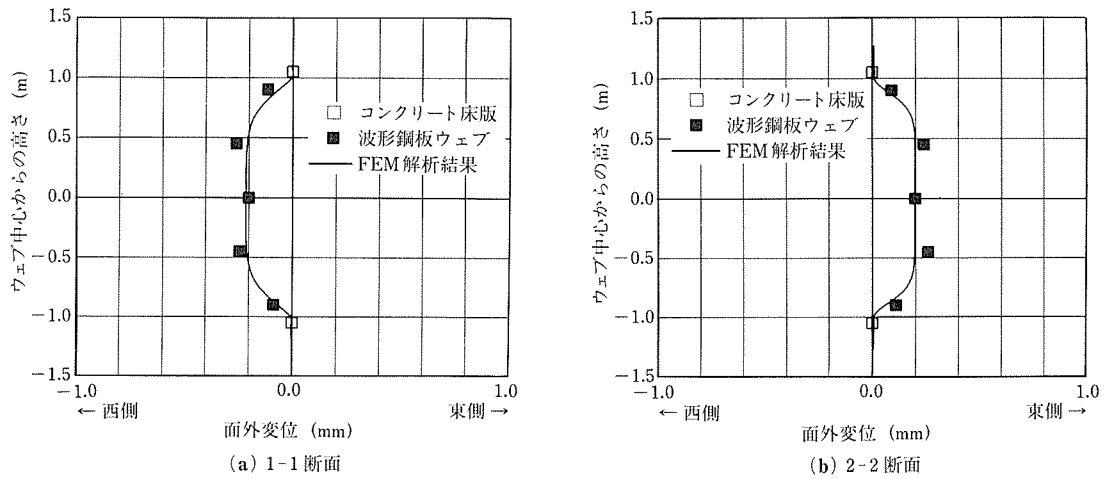 1.5
1.0
0.5
0.0
-0.5
-1.0
-1.5
ウェブ中心からの高さ (m)
□ コンクリート床版
■ 波形鋼板ウェブ
— FEM解析結果
-1.0 0.0 1.0
← 西側 東側 →
面外変位 (mm)
(a) 1-1断面
1.5
1.0
0.5
0.0
-0.5
-1.0
-1.5
ウェブ中心からの高さ (m)
□ コンクリート床版
■ 波形鋼板ウェブ
— FEM解析結果
-1.0 0.0 1.0
← 西側 東側 →
面外変位 (mm)
(b) 2-2断面